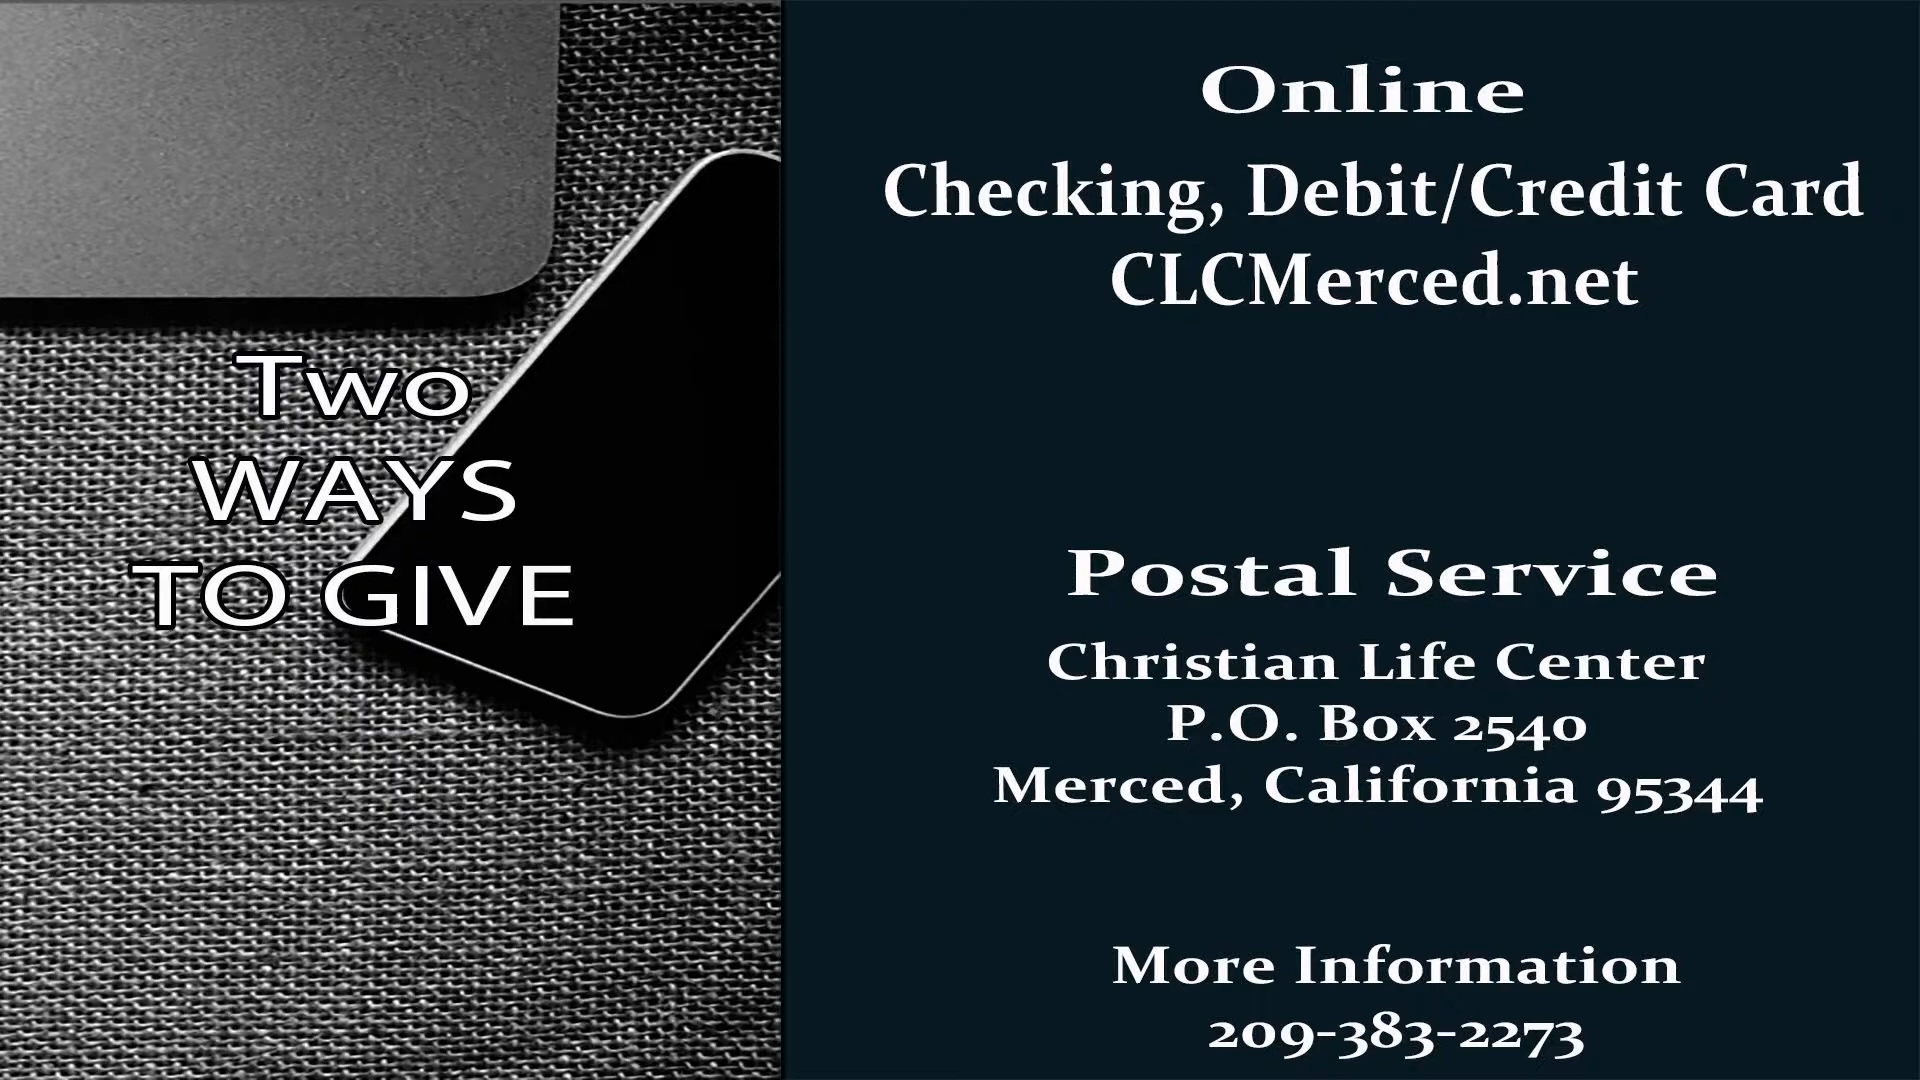 Two
WAYS
TO GIVE
Online
Checking, Debit/Credit Card
CLCMerced.net
Postal Service
Christian Life Center
P.O. Box 2540
Merced, California 95344
More Information
209-383-2273